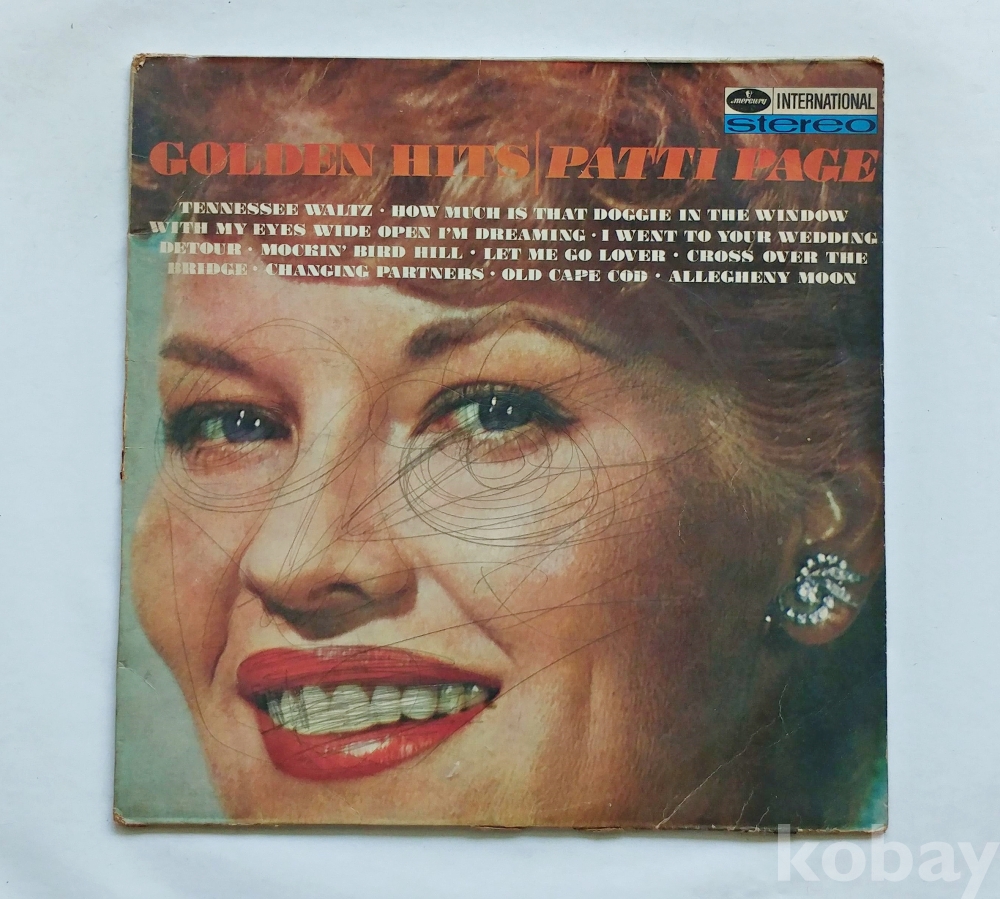 mercury INTERNATIONAL
stereo
GOLDEN HITS | PATTI PAGE
TENNESSEE WALTZ · HOW MUCH IS THAT DOGGIE IN THE WINDOW
WITH MY EYES WIDE OPEN I'M DREAMING · I WENT TO YOUR WEDDING
DETOUR · MOCKIN' BIRD HILL · LET ME GO LOVER · CROSS OVER THE
BRIDGE · CHANGING PARTNERS · OLD CAPE COD · ALLEGHENY MOON
kobay